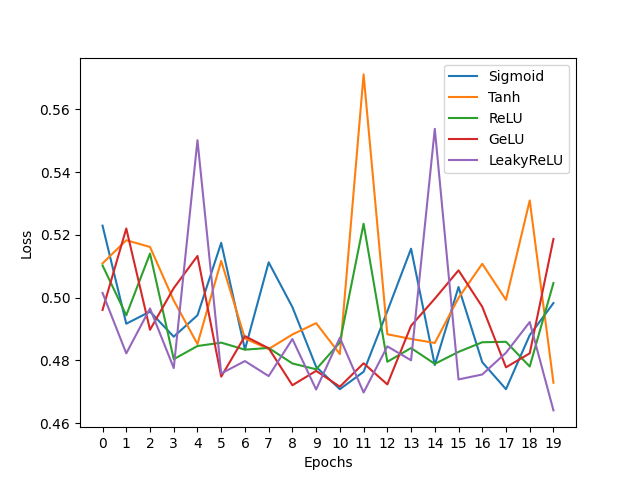 Sigmoid
Tanh
ReLU
GeLU
LeakyReLU
0.56
0.54
0.52
0.50
0.48
0.46
Loss
0 1 2 3 4 5 6 7 8 9 10 11 12 13 14 15 16 17 18 19
Epochs